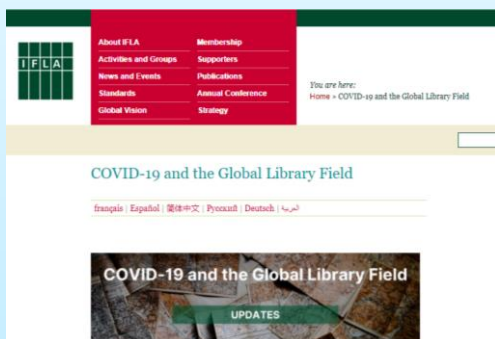 IFLA
About IFLA
Activities and Groups
News and Events
Standards
Global Vision
Membership
Supporters
Publications
Annual Conference
Strategy
You are here:
Home » COVID-19 and the Global Library Field
COVID-19 and the Global Library Field
français | Español | 简体中文 | Русский | Deutsch | العربية
COVID-19 and the Global Library Field
UPDATES